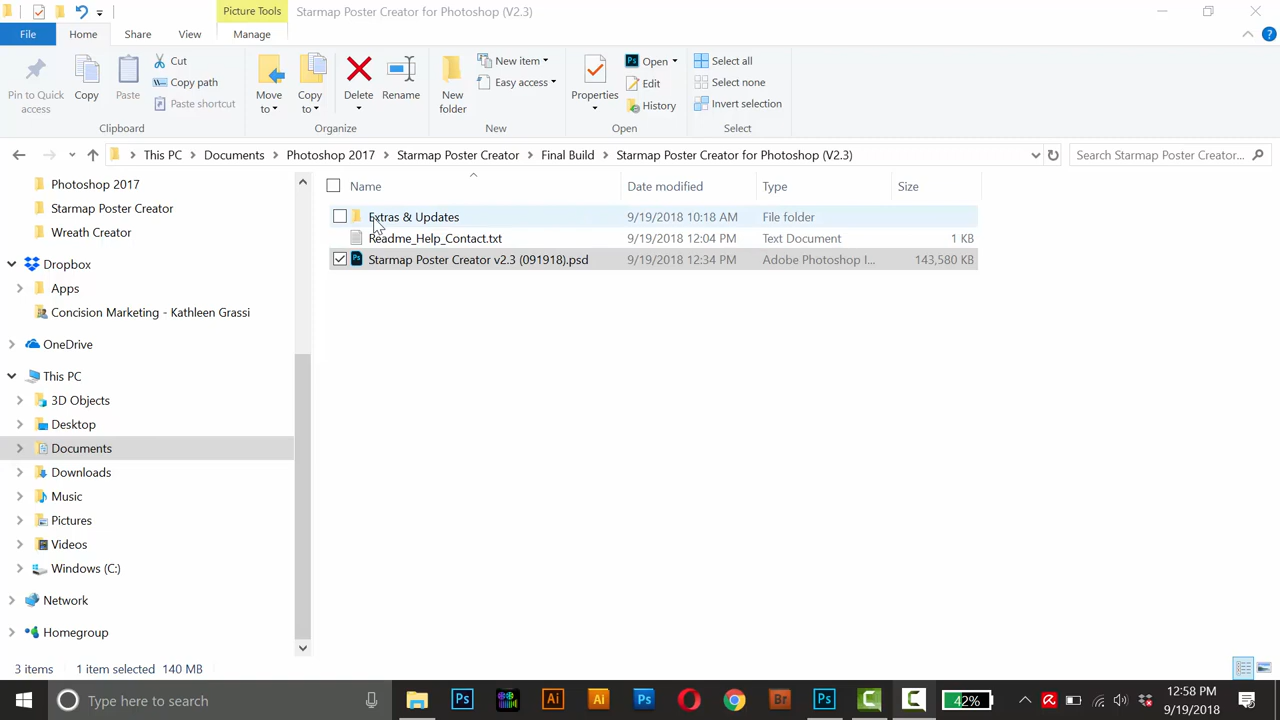 Picture Tools
Starmap Poster Creator for Photoshop (V2.3)
File
Home
Share
View
Manage
Pin to Quick access
Copy
Paste
Cut
Copy path
Paste shortcut
Clipboard
Move to
Copy to
Delete
Rename
Organize
New folder
New item
Easy access
New
Properties
Open
Edit
History
Open
Select all
Select none
Invert selection
Select
This PC
Documents
Photoshop 2017
Starmap Poster Creator
Final Build
Starmap Poster Creator for Photoshop (V2.3)
Search Starmap Poster Creator...
Photoshop 2017
Starmap Poster Creator
Wreath Creator
Dropbox
Apps
Concision Marketing - Kathleen Grassi
OneDrive
This PC
3D Objects
Desktop
Documents
Downloads
Music
Pictures
Videos
Windows (C:)
Network
Homegroup
Name Date modified Type Size
Extras & Updates 9/19/2018 10:18 AM File folder
Readme_Help_Contact.txt 9/19/2018 12:04 PM Text Document 1 KB
Starmap Poster Creator v2.3 (091918).psd 9/19/2018 12:34 PM Adobe Photoshop I... 143,580 KB
3 items 1 item selected 140 MB
Type here to search
Ps
Ai
Ai
Ps
Br
Ps
42%
12:58 PM
9/19/2018